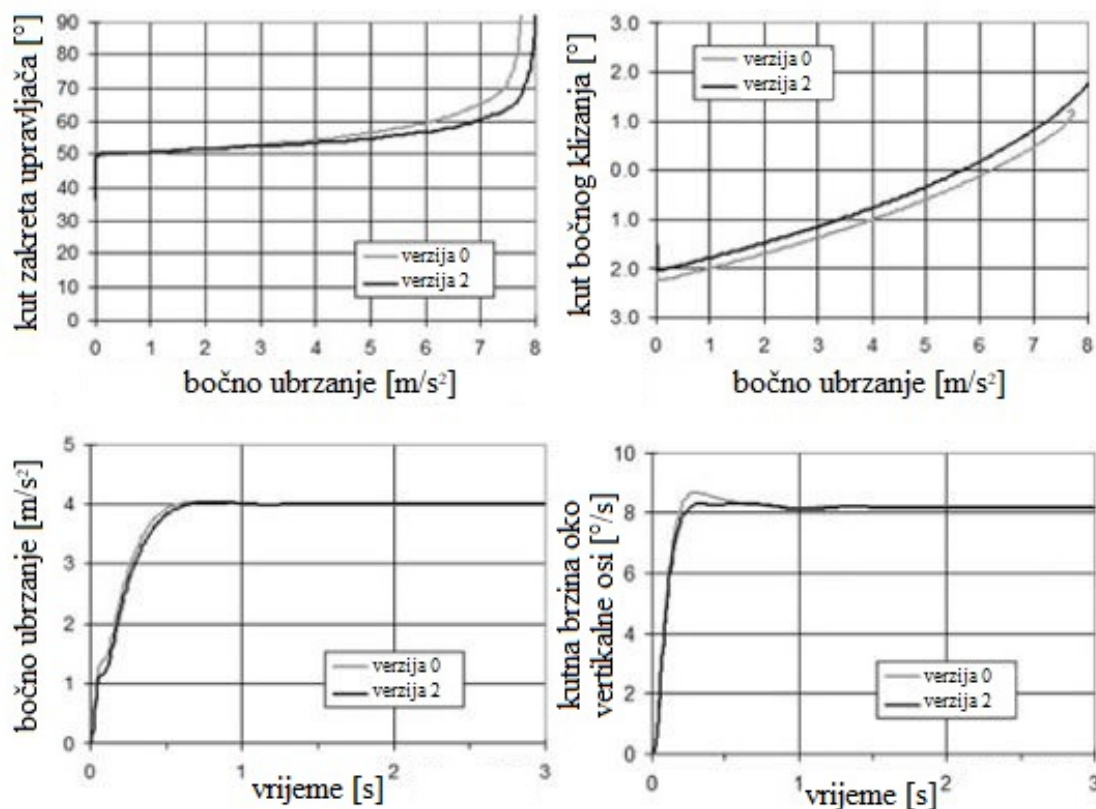 kut zakreta upravljača [°]
90
80
70
60
50
40
30
20
10
0
verzija 0
verzija 2
0 1 2 3 4 5 6 7 8
bočno ubrzanje [m/s²]
kut bočnog klizanja [°]
3.0
2.0
1.0
0.0
1.0
2.0
3.0
verzija 0
verzija 2
2
0 1 2 3 4 5 6 7 8
bočno ubrzanje [m/s²]
bočno ubrzanje [m/s²]
5
4
3
2
1
0
verzija 0
verzija 2
0 1 2 3
vrijeme [s]
kutna brzina oko
vertikalne osi [°/s]
10
8
6
4
2
0
verzija 0
verzija 2
0 1 2 3
vrijeme [s]